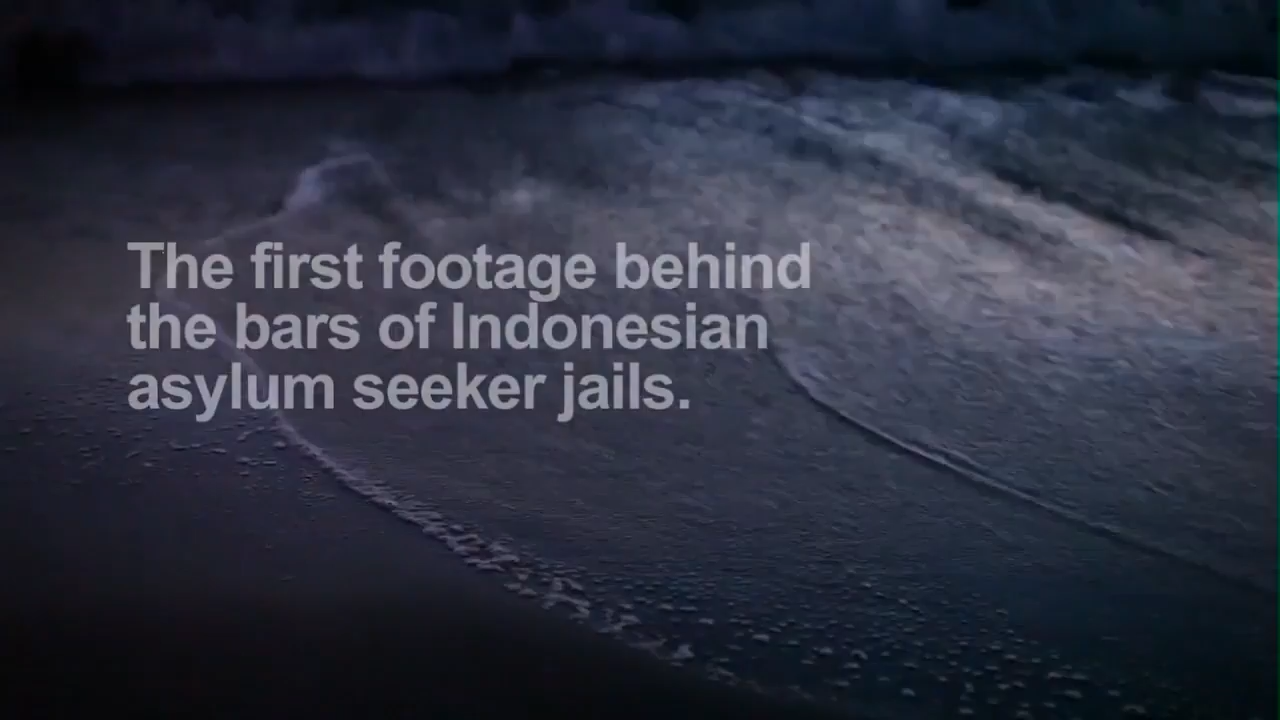 The first footage behind
the bars of Indonesian
asylum seeker jails.